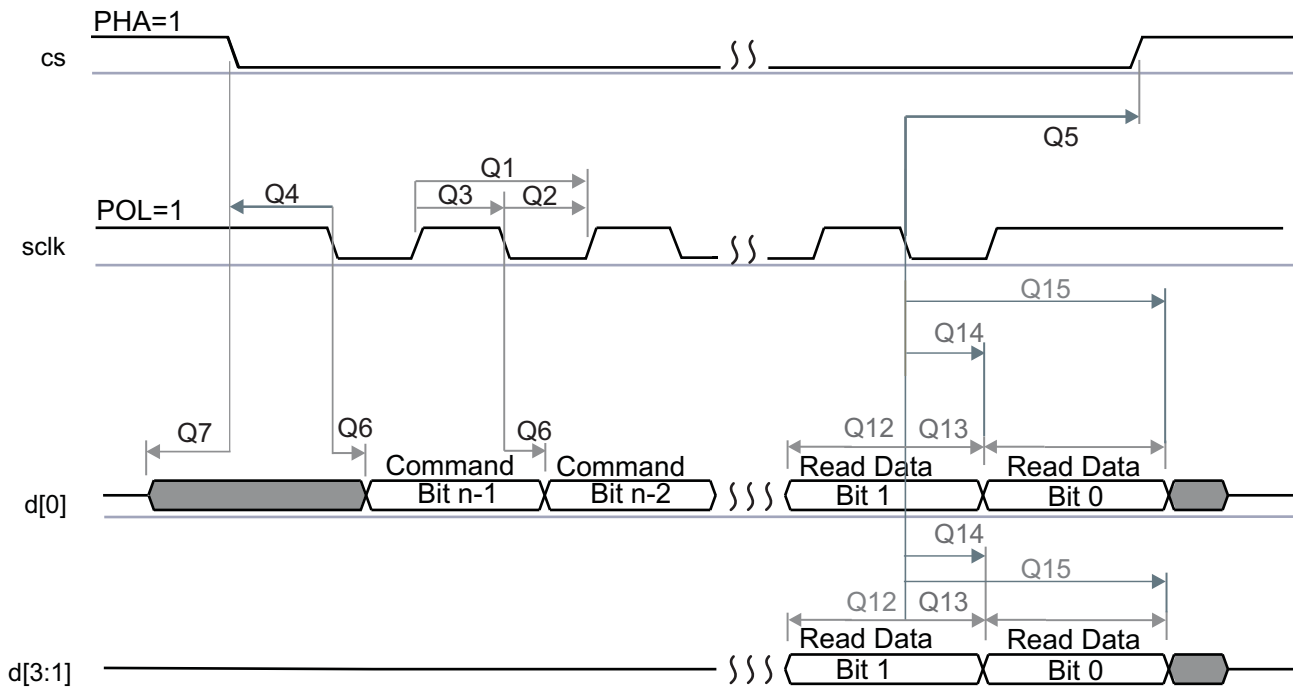 PHA=1
cs
Q5
Q1
Q4
Q3
Q2
POL=1
sclk
Q15
Q14
Q7
Q6
Q6
Q12
Q13
Command
Command
Read Data
Read Data
d[0]
Bit n-1
Bit n-2
Bit 1
Bit 0
Q14
Q15
Q12
Q13
Read Data
Read Data
d[3:1]
Bit 1
Bit 0